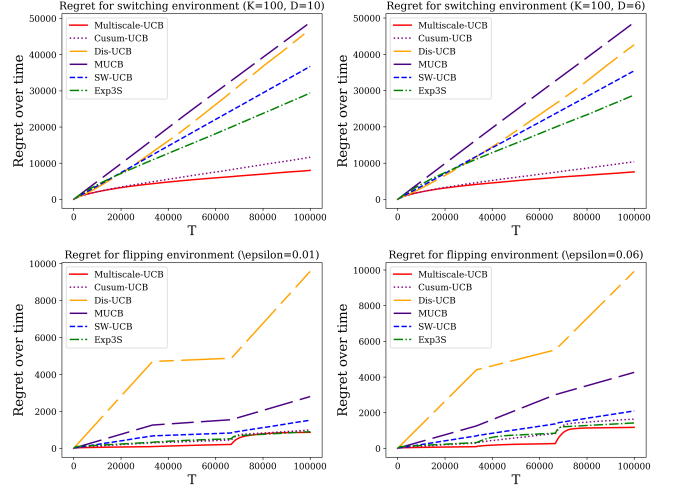 Regret for switching environment (K=100, D=10)
Regret over time
50000
40000
30000
20000
10000
0
Multiscale-UCB
Cusum-UCB
Dis-UCB
MUCB
SW-UCB
Exp3S
0 20000 40000 60000 80000 100000
T
Regret for switching environment (K=100, D=6)
Regret over time
50000
40000
30000
20000
10000
0
Multiscale-UCB
Cusum-UCB
Dis-UCB
MUCB
SW-UCB
Exp3S
0 20000 40000 60000 80000 100000
T
Regret for flipping environment (\epsilon=0.01)
Regret over time
10000
8000
6000
4000
2000
0
Multiscale-UCB
Cusum-UCB
Dis-UCB
MUCB
SW-UCB
Exp3S
0 20000 40000 60000 80000 100000
T
Regret for flipping environment (\epsilon=0.06)
Regret over time
10000
8000
6000
4000
2000
0
Multiscale-UCB
Cusum-UCB
Dis-UCB
MUCB
SW-UCB
Exp3S
0 20000 40000 60000 80000 100000
T